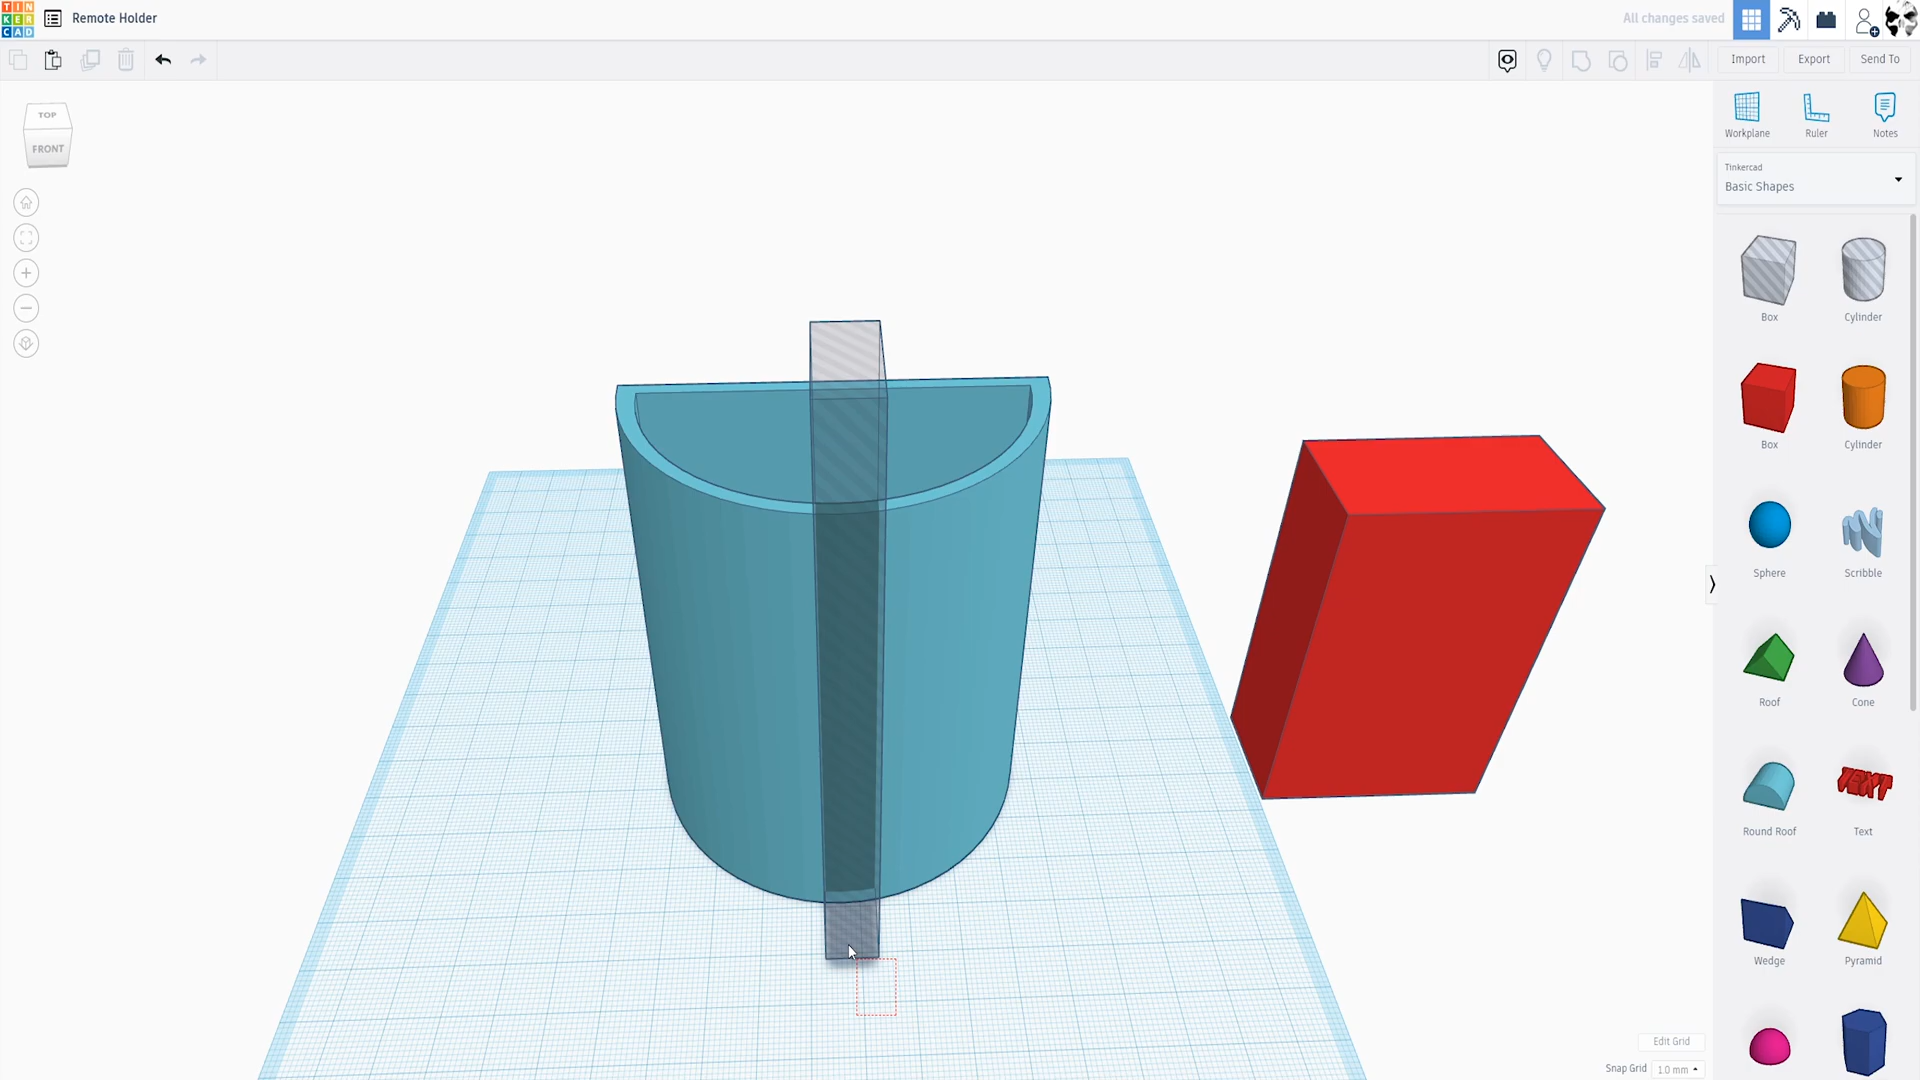 TIN
KER
CAD
Remote Holder
All changes saved
Import
Export
Send To
TOP
FRONT
Workplane
Ruler
Notes
Tinkercad
Basic Shapes
Box
Cylinder
Box
Cylinder
Sphere
Scribble
Roof
Cone
TEXT
Round Roof
Text
Wedge
Pyramid
Edit Grid
Snap Grid
1.0 mm